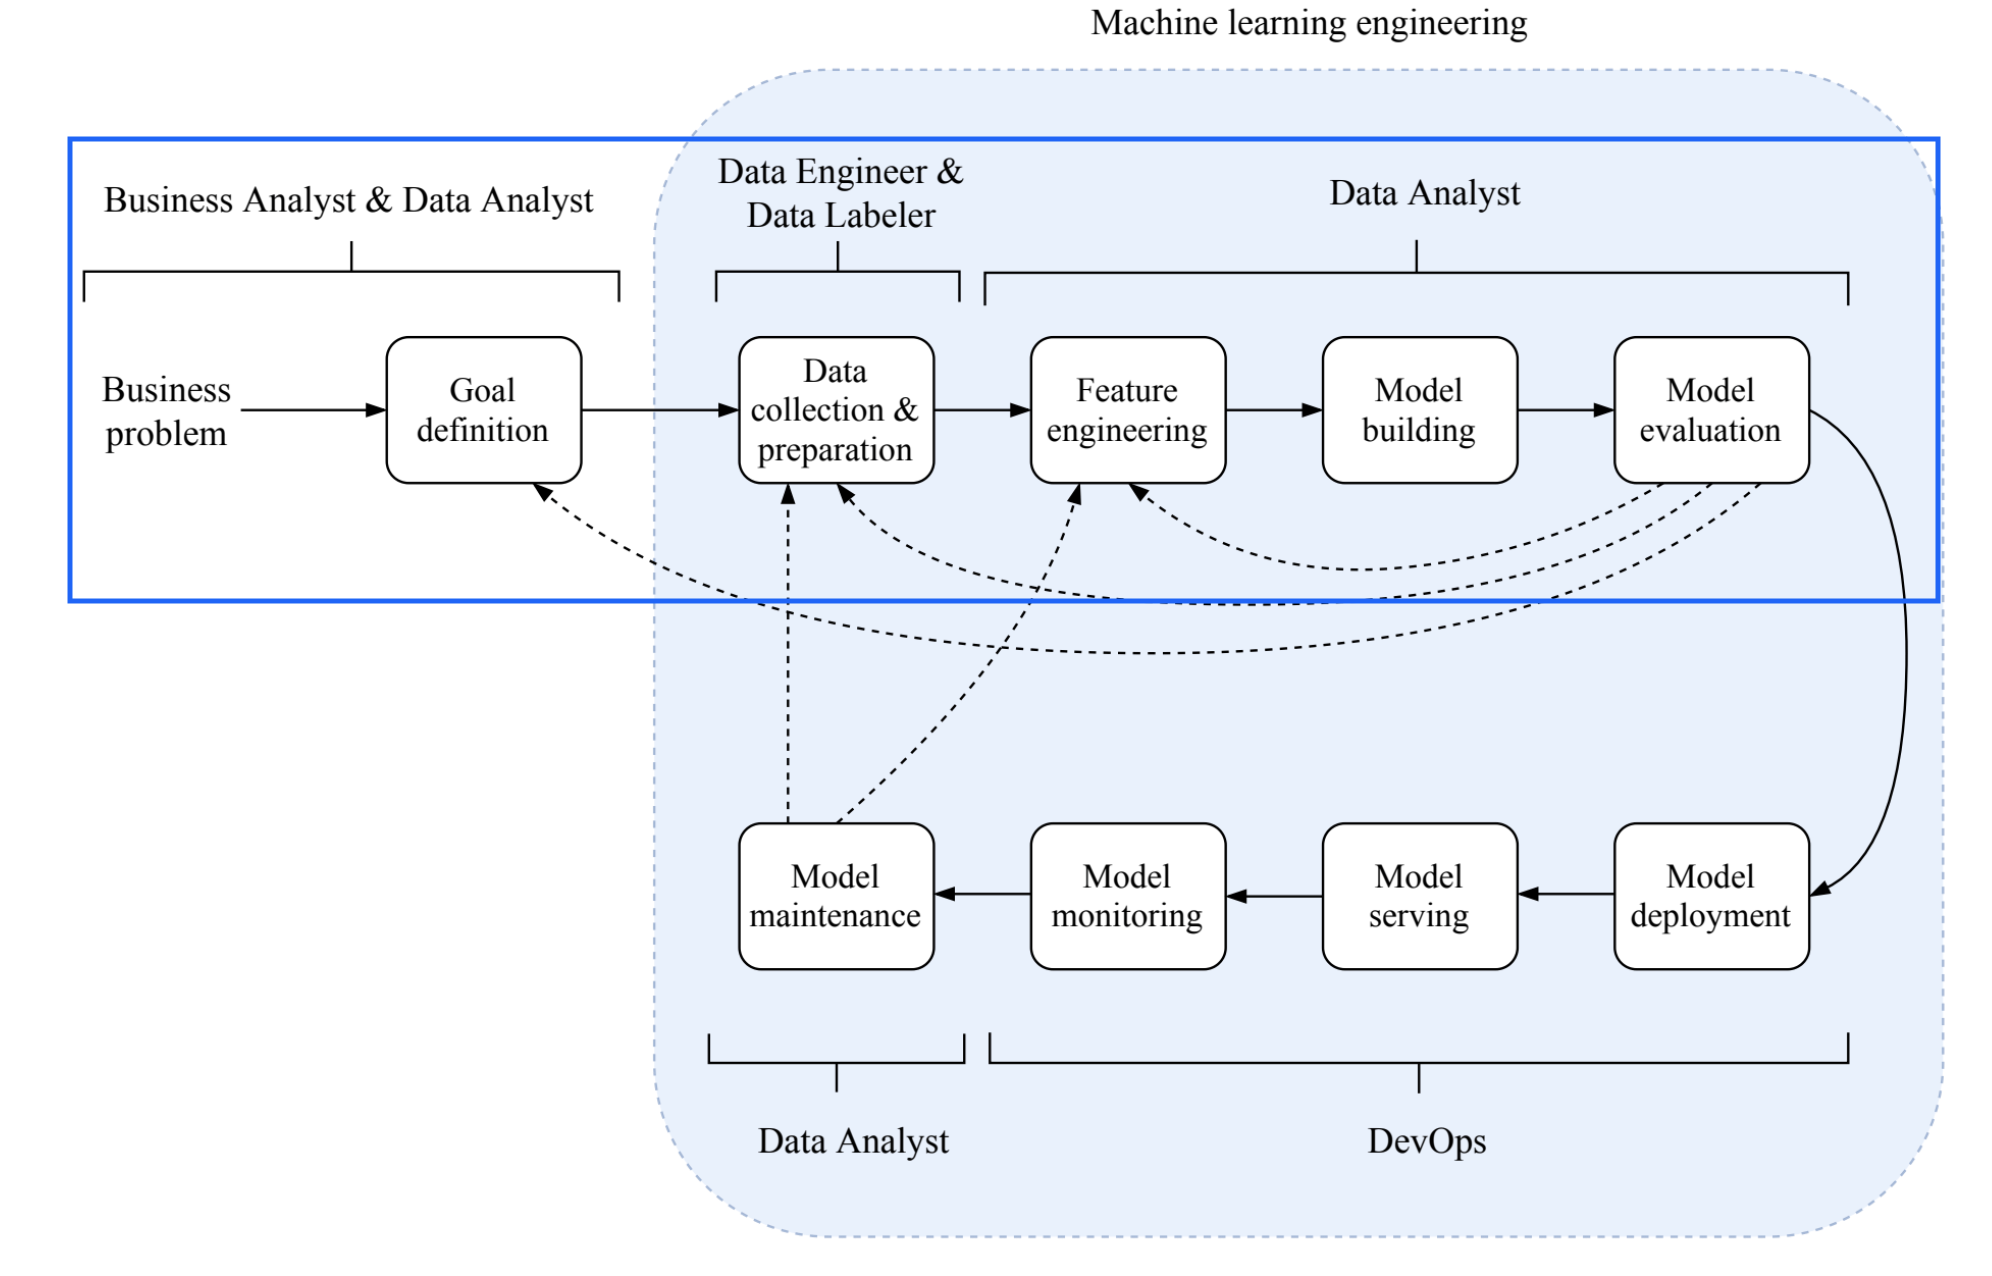 Machine learning engineering
Business Analyst & Data Analyst
Data Engineer &
Data Labeler
Data Analyst
Business
problem
Goal
definition
Data
collection &
preparation
Feature
engineering
Model
building
Model
evaluation
Model
maintenance
Model
monitoring
Model
serving
Model
deployment
Data Analyst
DevOps